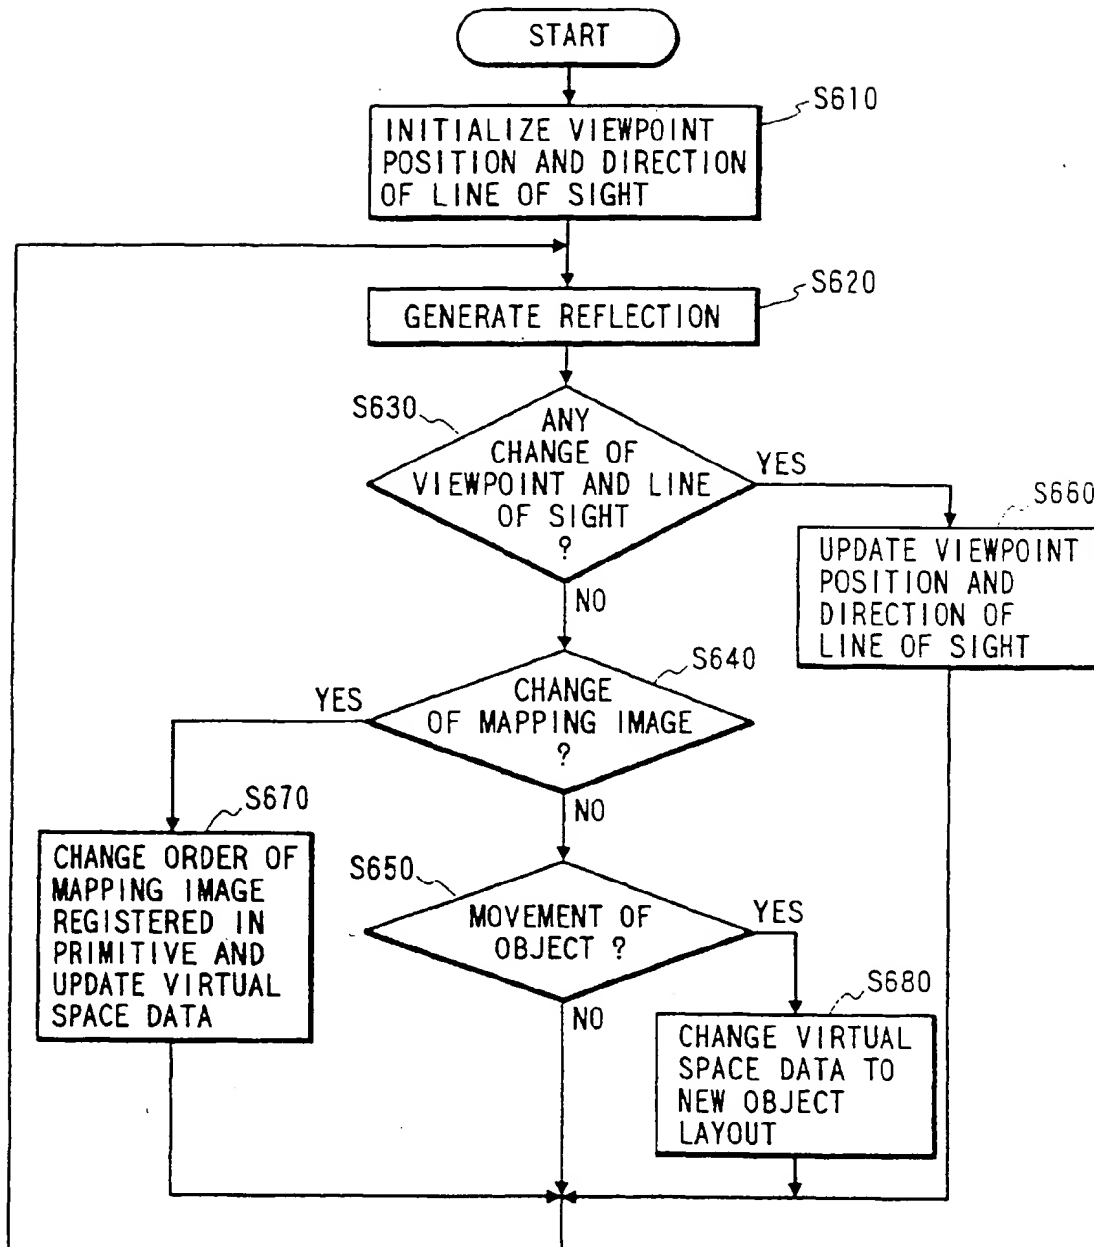 START
S610
INITIALIZE VIEWPOINT
POSITION AND DIRECTION
OF LINE OF SIGHT
S620
GENERATE REFLECTION
S630
ANY
CHANGE OF
VIEWPOINT AND LINE
OF SIGHT
?
YES
NO
S660
UPDATE VIEWPOINT
POSITION AND
DIRECTION OF
LINE OF SIGHT
S640
CHANGE
OF MAPPING IMAGE
?
YES
NO
S670
CHANGE ORDER OF
MAPPING IMAGE
REGISTERED IN
PRIMITIVE AND
UPDATE VIRTUAL
SPACE DATA
S650
MOVEMENT OF
OBJECT ?
YES
NO
S680
CHANGE VIRTUAL
SPACE DATA TO
NEW OBJECT
LAYOUT